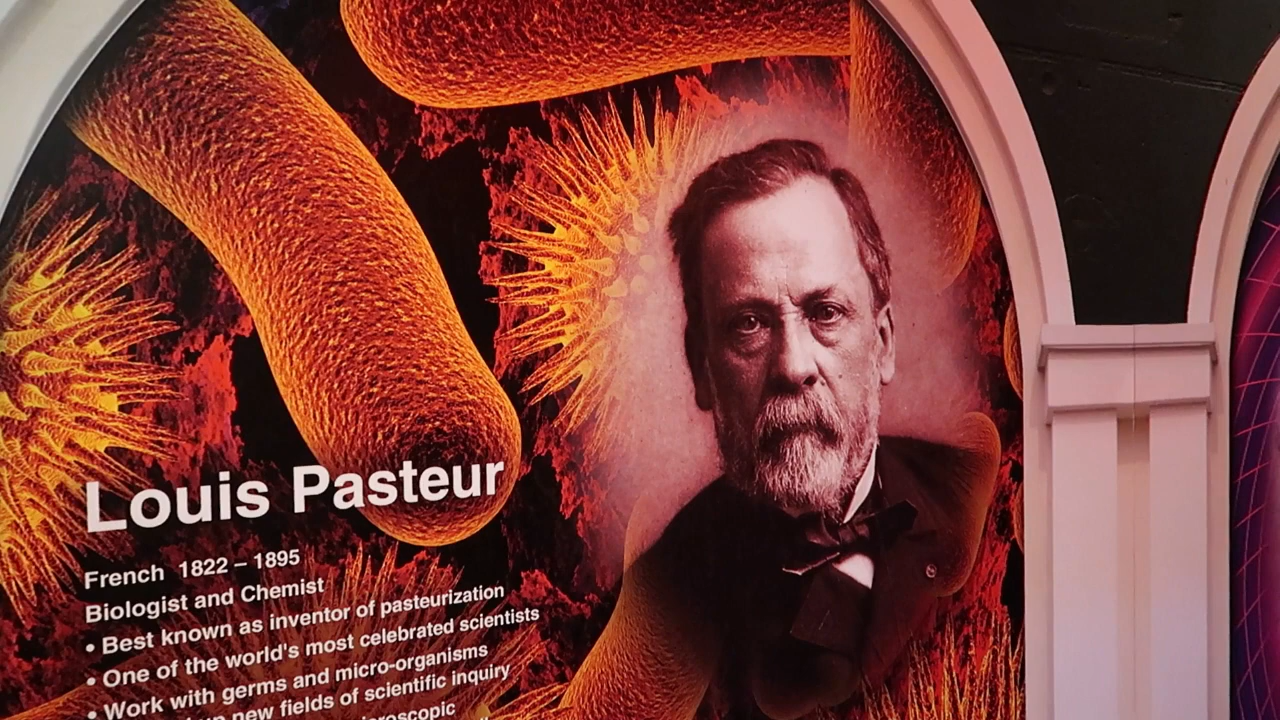 Louis Pasteur
French 1822 – 1895
Biologist and Chemist
• Best known as inventor of pasteurization
• One of the world's most celebrated scientists
• Work with germs and micro-organisms
new fields of scientific inquiry